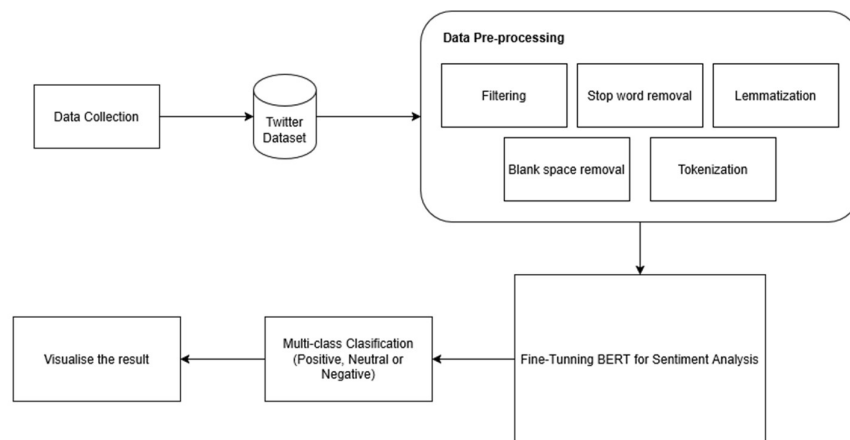 Data Pre-processing
Filtering
Stop word removal
Lemmatization
Data Collection
Twitter
Dataset
Blank space removal
Tokenization
Fine-Tunning BERT for Sentiment Analysis
Multi-class Clasification
(Positive, Neutral or
Negative)
Visualise the result